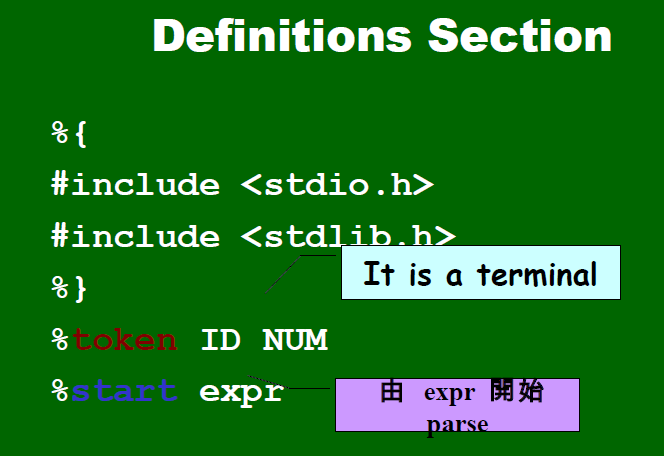 Definitions Section
%{
#include <stdio.h>
#include <stdlib.h>
It is a terminal
%}
%token ID NUM
%start expr
由 expr 開始
parse